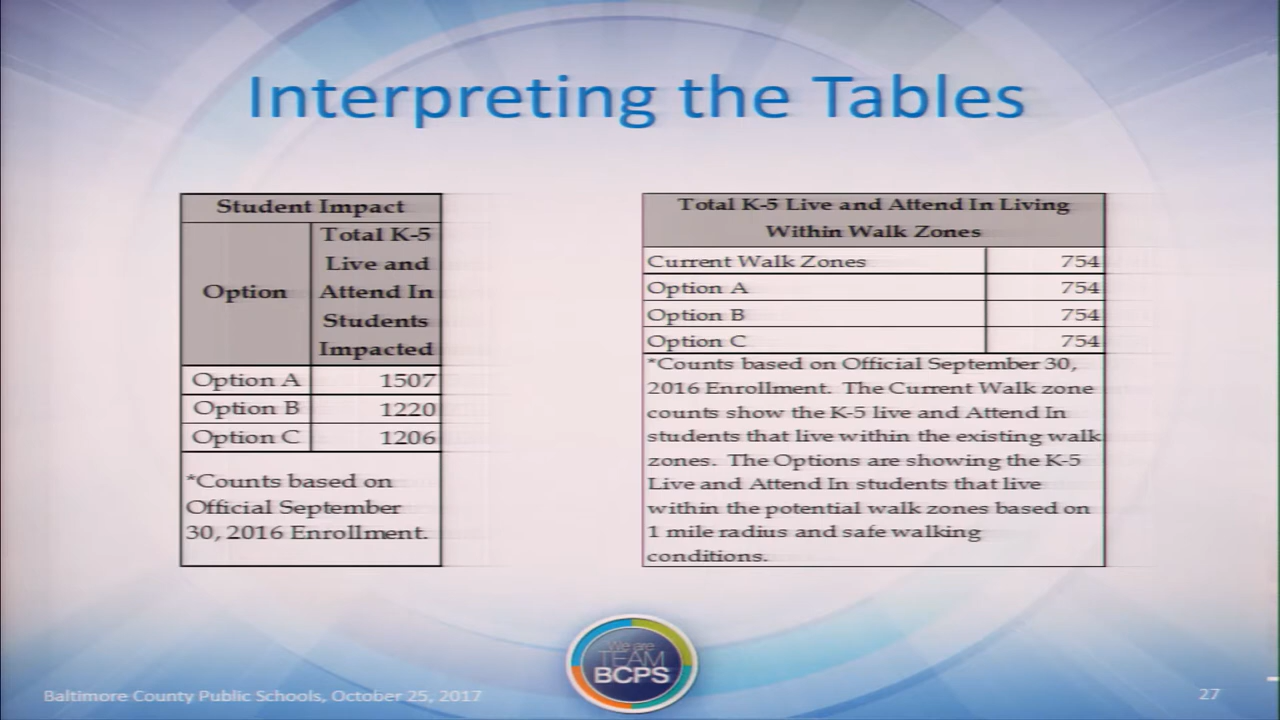 Interpreting the Tables
Student Impact
Option
Total K-5
Live and
Attend In
Students
Impacted
Option A 1507
Option B 1220
Option C 1206
*Counts based on
Official September
30, 2016 Enrollment.
Total K-5 Live and Attend In Living
Within Walk Zones
Current Walk Zones 754
Option A 754
Option B 754
Option C 754
*Counts based on Official September 30,
2016 Enrollment. The Current Walk zone
counts show the K-5 live and Attend In
students that live within the existing walk
zones. The Options are showing the K-5
Live and Attend In students that live
within the potential walk zones based on
1 mile radius and safe walking
conditions.
We are
TEAM
BCPS
Baltimore County Public Schools, October 25, 2017
27